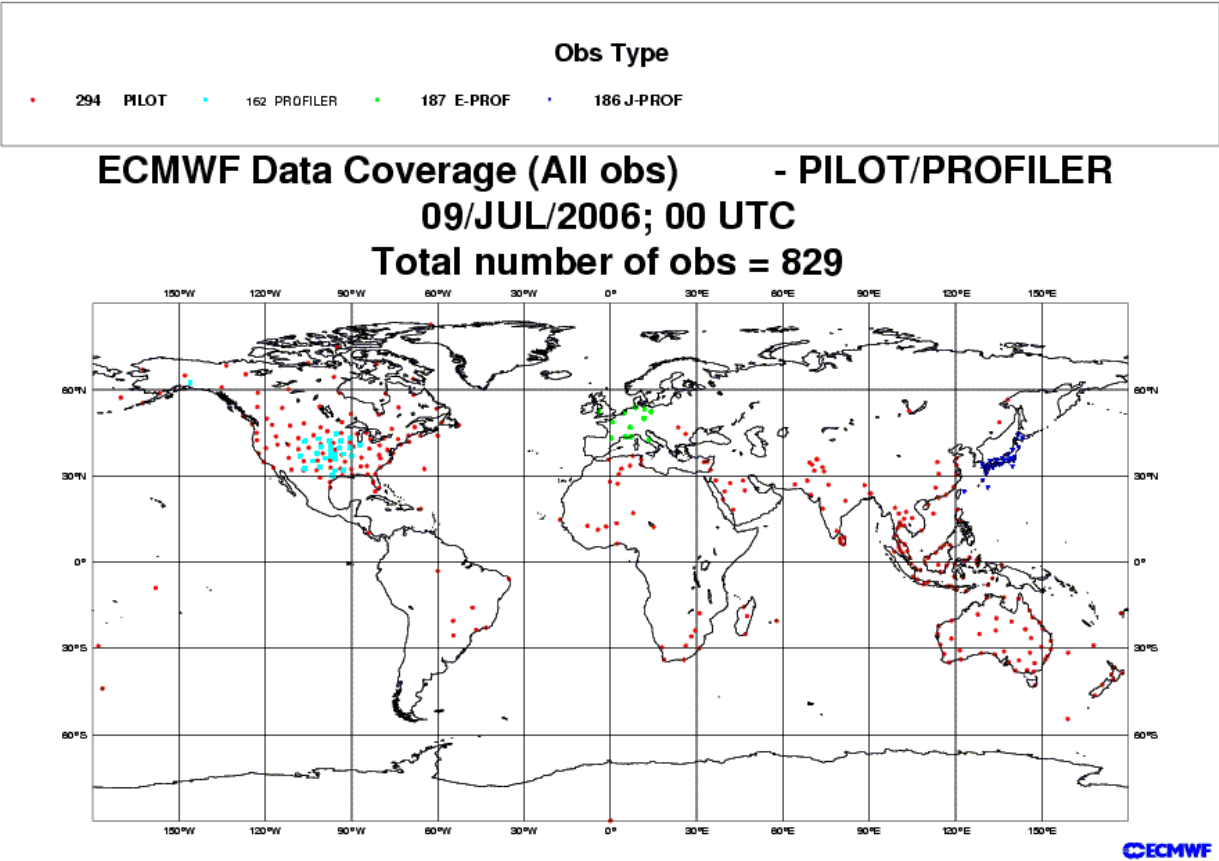 Obs Type
294 PILOT 162 PROFILER 187 E-PROF 186 J-PROF
ECMWF Data Coverage (All obs) - PILOT/PROFILER
09/JUL/2006; 00 UTC
Total number of obs = 829
150°W 120°W 90°W 60°W 30°W 0° 30°E 60°E 90°E 120°E 150°E
60°N 60°N
30°N 30°N
0° 0°
30°S 30°S
60°S 60°S
150°W 120°W 90°W 60°W 30°W 0° 30°E 60°E 90°E 120°E 150°E
ECMWF